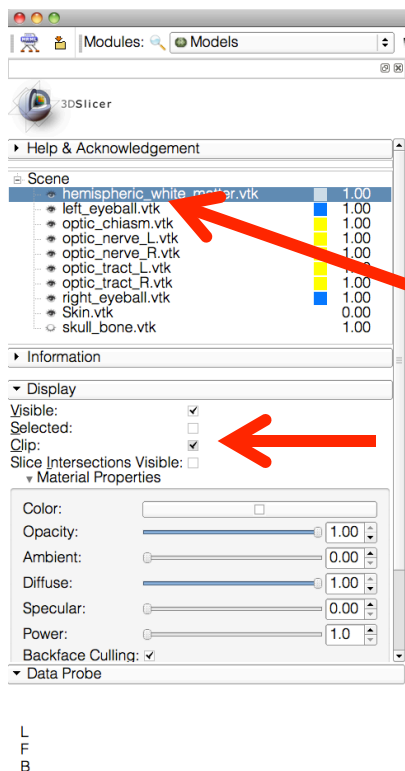 Modules: Models
3DSlicer
Help & Acknowledgement
Scene
hemispheric_white_matter.vtk 1.00
left_eyeball.vtk 1.00
optic_chiasm.vtk 1.00
optic_nerve_L.vtk 1.00
optic_nerve_R.vtk 1.00
optic_tract_L.vtk 1.00
optic_tract_R.vtk 1.00
right_eyeball.vtk 1.00
Skin.vtk 0.00
skull_bone.vtk 1.00
Information
Display
Visible:
Selected:
Clip:
Slice Intersections Visible:
Material Properties
Color:
Opacity: 1.00
Ambient: 0.00
Diffuse: 1.00
Specular: 0.00
Power: 1.0
Backface Culling:
Data Probe
L
F
B